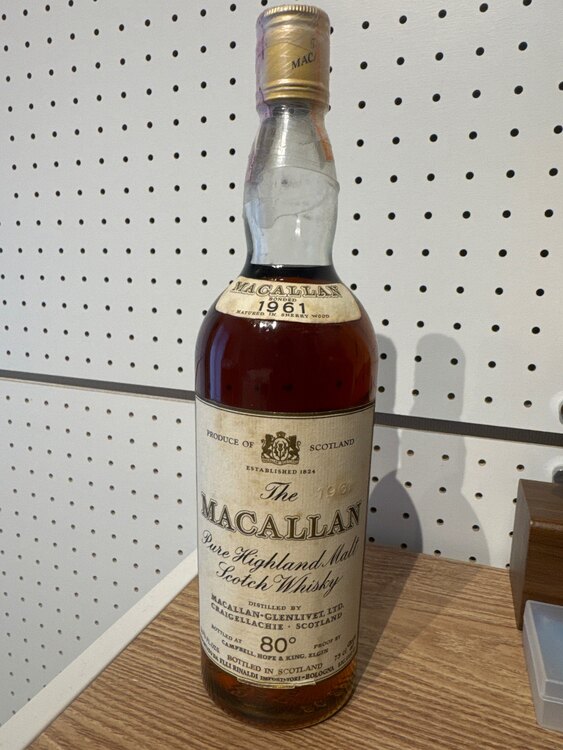 MACALLAN
BONDED
1961
MATURED IN SHERRY WOOD
PRODUCE OF SCOTLAND
ESTABLISHED 1824
The
MACALLAN
Pure Highland Malt
Scotch Whisky
DISTILLED BY
MACALLAN-GLENLIVET, LTD.
CRAIGELLACHIE · SCOTLAND
BOTTLED AT 80° PROOF BY
CAMPBELL, HOPE & KING, ELGIN
BOTTLED IN SCOTLAND
RINALDI IMPORTATORI-BOLOGNA